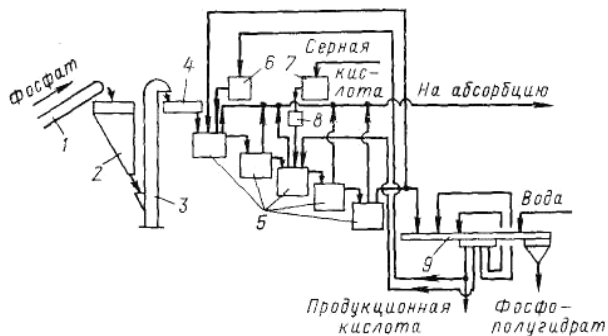 Фосфат
1
2
3
4
5
6
7
Серная
кис-
лота
8
На абсорбцию
9
Вода
Продукционная
кислота
Фосфо-
полугидрат